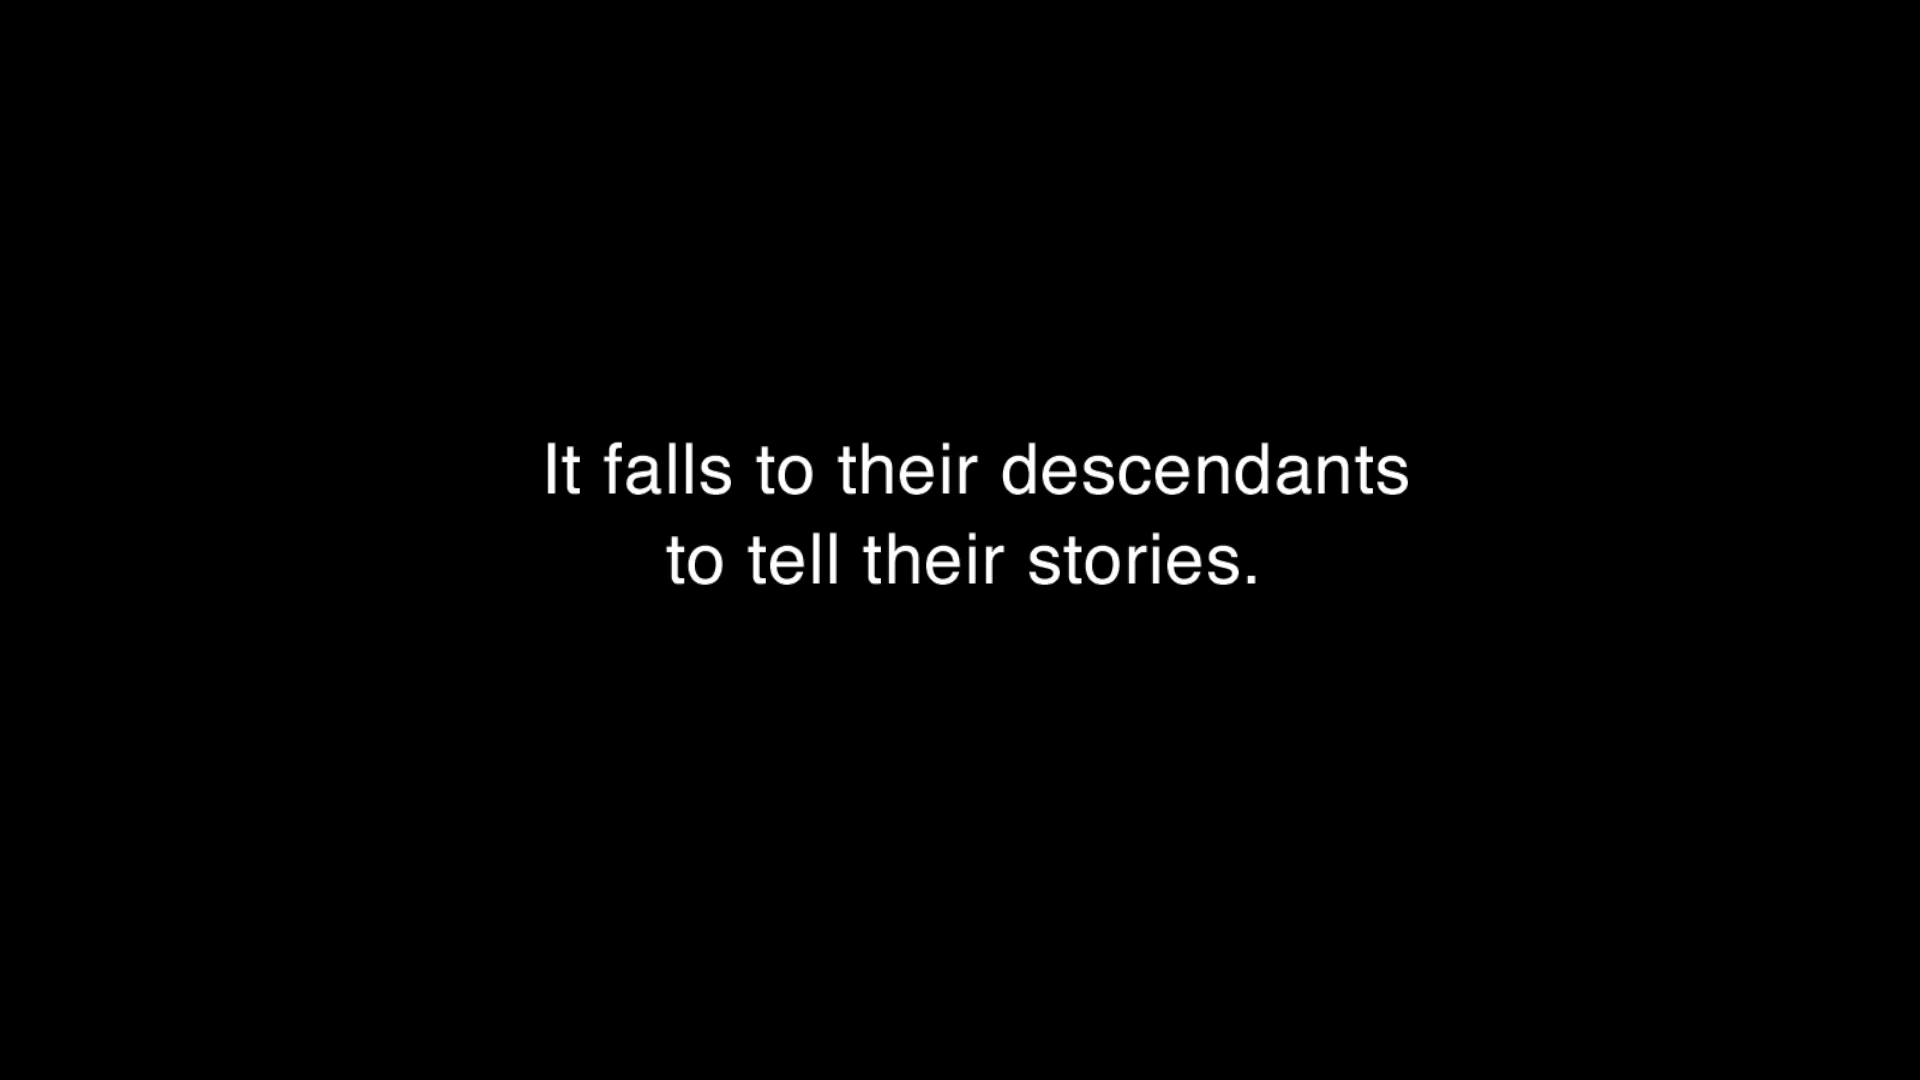 It falls to their descendants
to tell their stories.